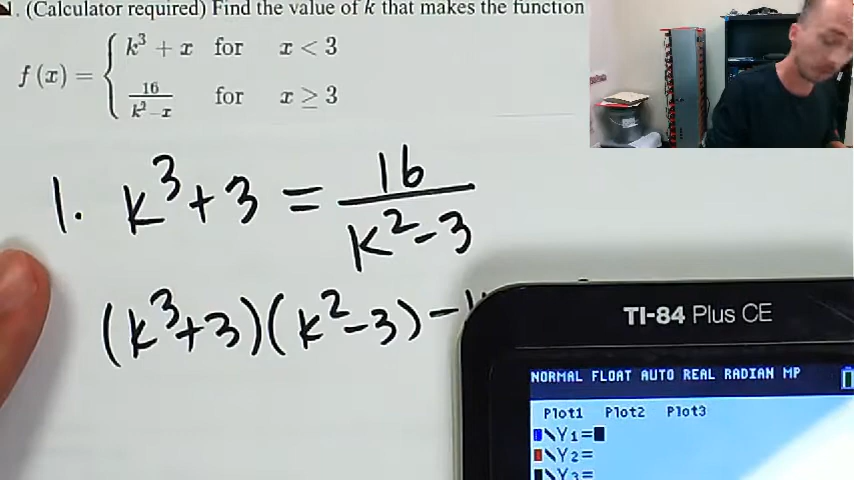 . (Calculator required) Find the value of k that makes the function
f (x) = { k³ + x for x < 3
16/(k² − x) for x ≥ 3
1. k³ + 3 = 16/(k² − 3)
(k³ + 3)(k² − 3) −
TI-84 Plus CE
NORMAL FLOAT AUTO REAL RADIAN MP
Plot1 Plot2 Plot3
\Y₁=
\Y₂=
\Y₃=